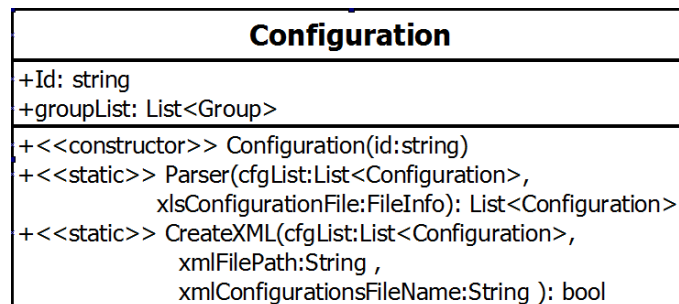 Configuration
+Id: string
+groupList: List<Group>
+<<constructor>> Configuration(id:string)
+<<static>> Parser(cfgList:List<Configuration>,
xlsConfigurationFile:FileInfo): List<Configuration>
+<<static>> CreateXML(cfgList:List<Configuration>,
xmlFilePath:String ,
xmlConfigurationsFileName:String ): bool